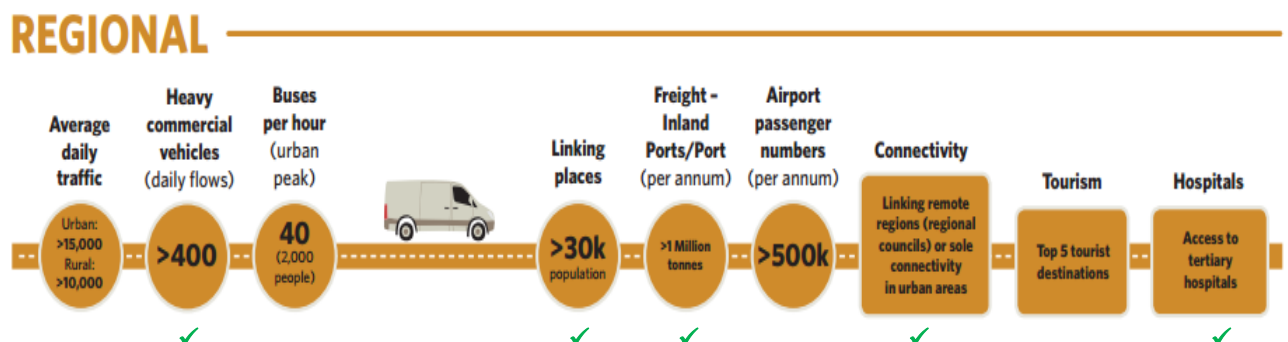 REGIONAL
Average
daily
traffic
Urban:
>15,000
Rural:
>10,000
Heavy
commercial
vehicles
(daily flows)
>400
Buses
per hour
(urban
peak)
40
(2,000
people)
Linking
places
>30k
population
Freight –
Inland
Ports/Port
(per annum)
>1 Million
tonnes
Airport
passenger
numbers
(per annum)
>500k
Connectivity
Linking remote
regions (regional
councils) or sole
connectivity
in urban areas
Tourism
Top 5 tourist
destinations
Hospitals
Access to
tertiary
hospitals